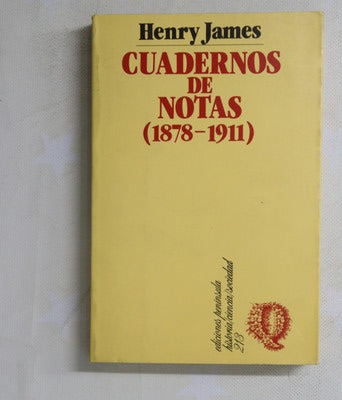 Henry James
CUADERNOS
DE
NOTAS
(1878-1911)
ediciones península
historia/ciencia/sociedad
213